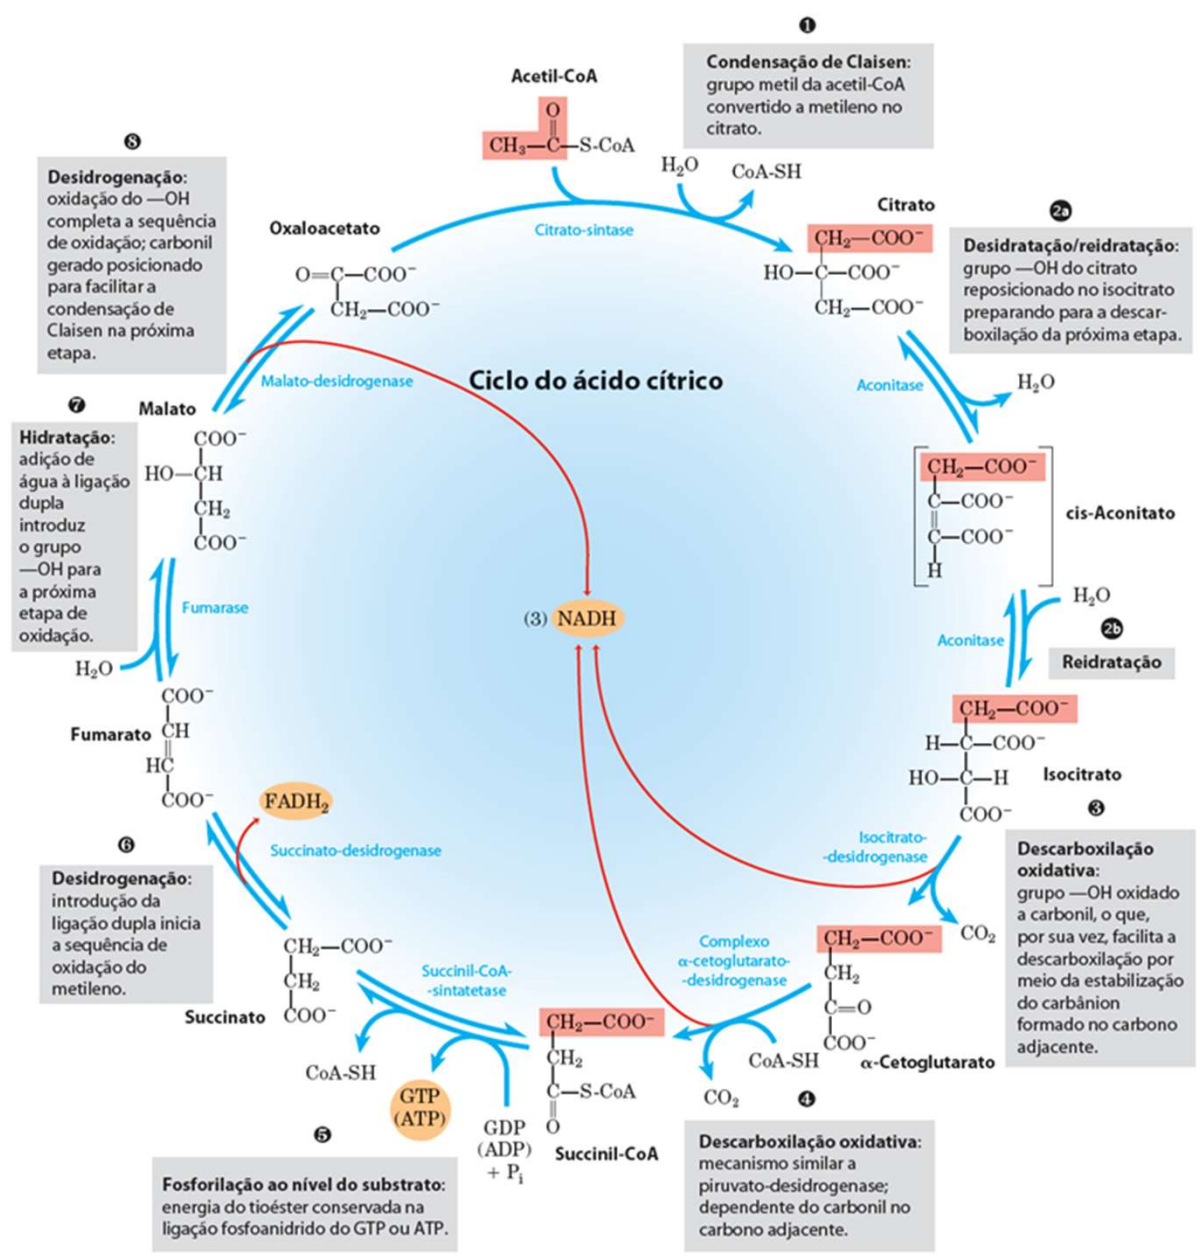 ❶
Condensação de Claisen:
grupo metil da acetil-CoA
convertido a metileno no
citrato.
Acetil-CoA
O
CH₃—C—S-CoA
H₂O
CoA-SH
Citrato-sintase
Citrato
CH₂—COO⁻
HO—C—COO⁻
CH₂—COO⁻
2a
Desidratação/reidratação:
grupo —OH do citrato
reposicionado no isocitrato
preparando para a descar-
boxilação da próxima etapa.
Aconitase
H₂O
CH₂—COO⁻
C—COO⁻
C—COO⁻
H
cis-Aconitato
Aconitase
H₂O
2b
Reidratação
CH₂—COO⁻
H—C—COO⁻
HO—C—H
COO⁻
Isocitrato
❸
Descarboxilação
oxidativa:
grupo —OH oxidado
a carbonil, o que,
por sua vez, facilita a
descarboxilação por
meio da estabilização
do carbânion
formado no carbono
adjacente.
Isocitrato-
-desidrogenase
CO₂
CH₂—COO⁻
CH₂
C=O
COO⁻
α-Cetoglutarato
Complexo
α-cetoglutarato-
-desidrogenase
CoA-SH
CO₂
❹
Descarboxilação oxidativa:
mecanismo similar a
piruvato-desidrogenase;
dependente do carbonil no
carbono adjacente.
CH₂—COO⁻
CH₂
C—S-CoA
O
Succinil-CoA
Succinil-CoA-
-sintatetase
GDP
(ADP)
+ Pᵢ
GTP
(ATP)
CoA-SH
❺
Fosforilação ao nível do substrato:
energia do tioéster conservada na
ligação fosfoanidrido do GTP ou ATP.
CH₂—COO⁻
CH₂
COO⁻
Succinato
❻
Desidrogenação:
introdução da
ligação dupla inicia
a sequência de
oxidação do
metileno.
Succinato-desidrogenase
FADH₂
COO⁻
CH
HC
COO⁻
Fumarato
H₂O
Fumarase
❼
Hidratação:
adição de
água à ligação
dupla
introduz
o grupo
—OH para
a próxima
etapa de
oxidação.
Malato
COO⁻
HO—CH
CH₂
COO⁻
Malato-desidrogenase
❽
Desidrogenação:
oxidação do —OH
completa a sequência
de oxidação; carbonil
gerado posicionado
para facilitar a
condensação de
Claisen na próxima
etapa.
Oxaloacetato
O=C—COO⁻
CH₂—COO⁻
Ciclo do ácido cítrico
(3) NADH